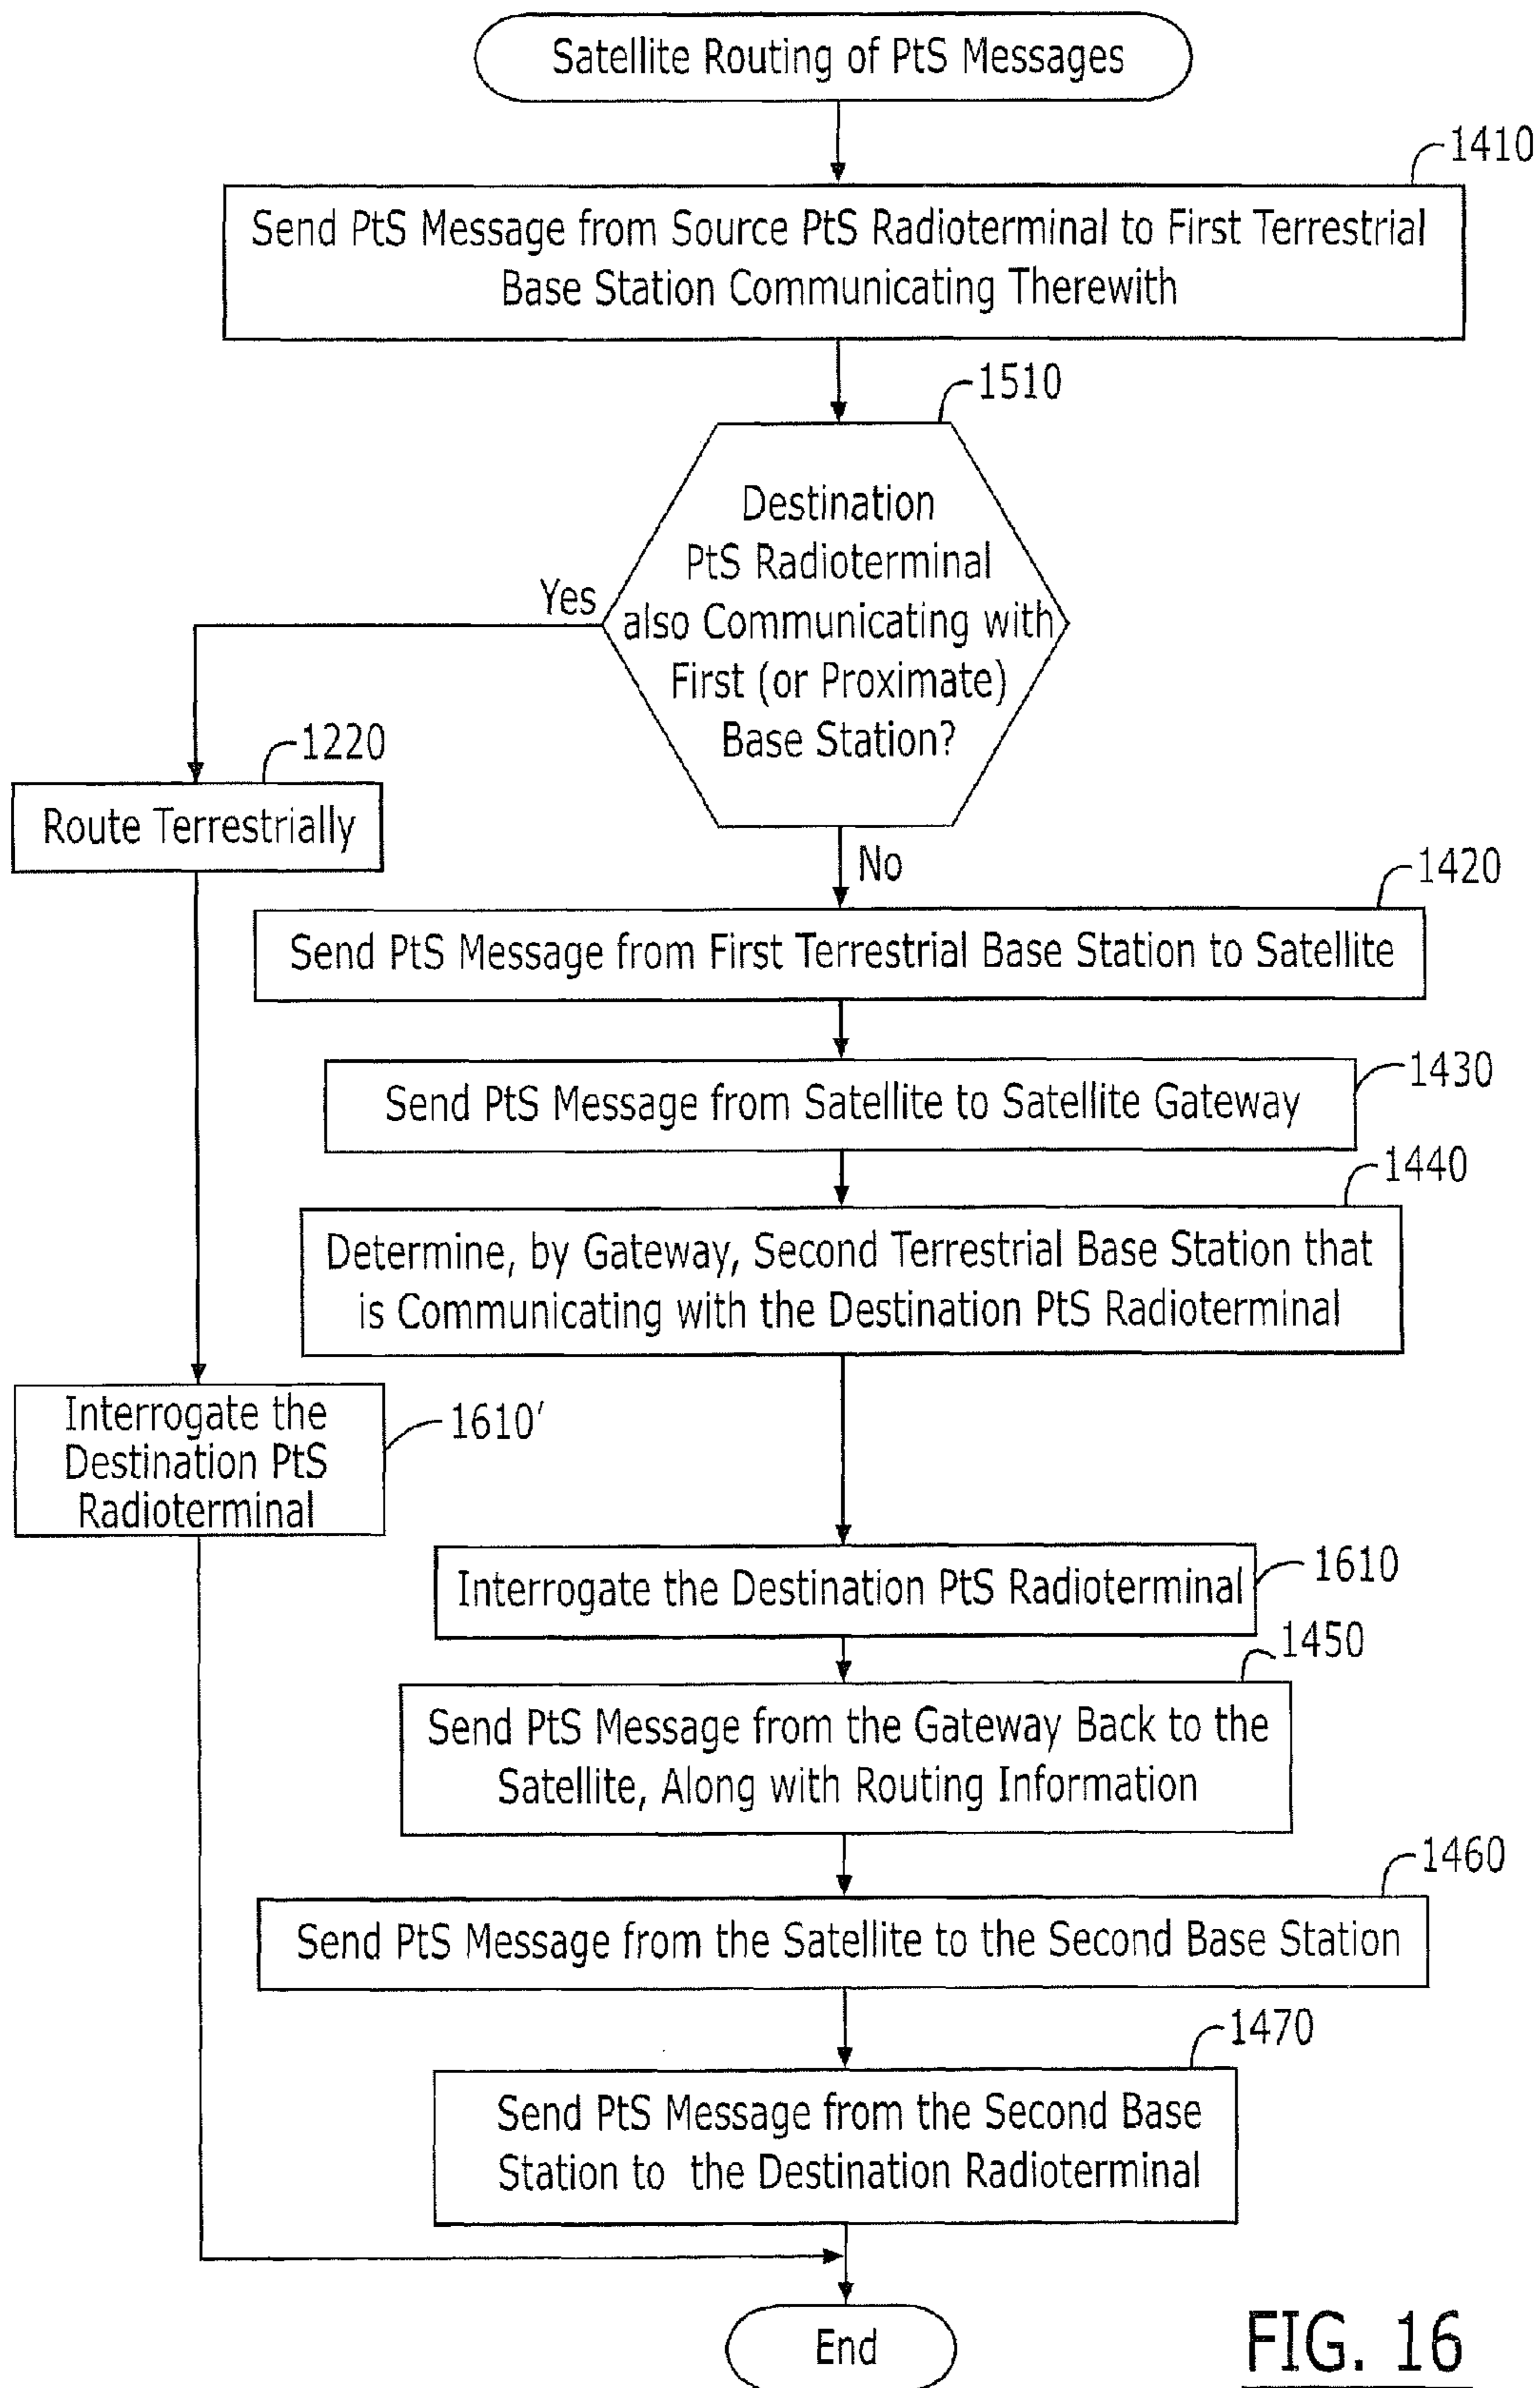 Satellite Routing of PtS Messages
1410
Send PtS Message from Source PtS Radioterminal to First Terrestrial
Base Station Communicating Therewith
1510
Destination
PtS Radioterminal
also Communicating with
First (or Proximate)
Base Station?
Yes
1220
Route Terrestrially
No
1420
Send PtS Message from First Terrestrial Base Station to Satellite
1430
Send PtS Message from Satellite to Satellite Gateway
1440
Determine, by Gateway, Second Terrestrial Base Station that
is Communicating with the Destination PtS Radioterminal
Interrogate the
Destination PtS
Radioterminal
1610'
Interrogate the Destination PtS Radioterminal
1610
1450
Send PtS Message from the Gateway Back to the
Satellite, Along with Routing Information
1460
Send PtS Message from the Satellite to the Second Base Station
1470
Send PtS Message from the Second Base
Station to the Destination Radioterminal
End
FIG. 16